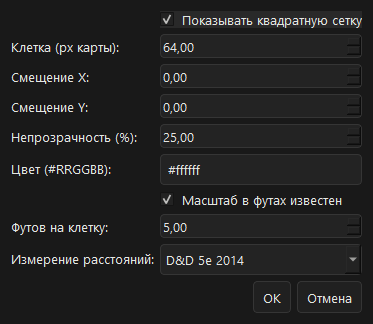 Показывать квадратную сетку
Клетка (px карты): 64,00
Смещение X: 0,00
Смещение Y: 0,00
Непрозрачность (%): 25,00
Цвет (#RRGGBB): #ffffff
Масштаб в футах известен
Футов на клетку: 5,00
Измерение расстояний: D&D 5e 2014
ОК Отмена